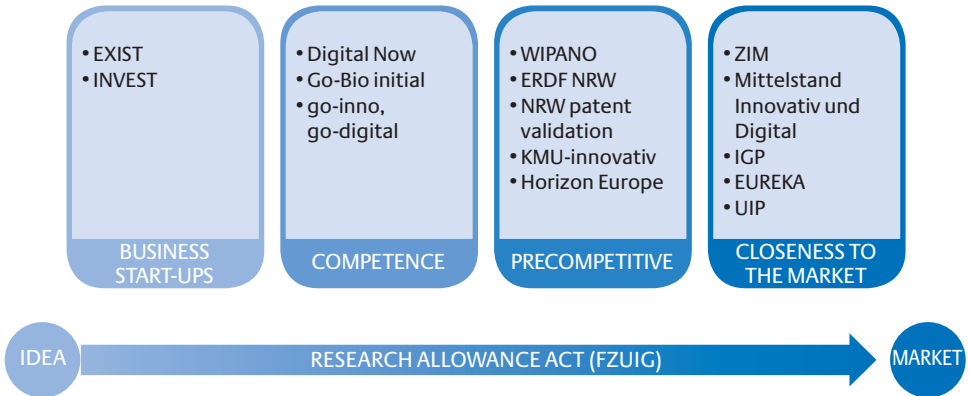 • EXIST
• INVEST
BUSINESS
START-UPS
• Digital Now
• Go-Bio initial
• go-inno,
go-digital
COMPETENCE
• WIPANO
• ERDF NRW
• NRW patent
validation
• KMU-innovativ
• Horizon Europe
PRECOMPETITIVE
• ZIM
• Mittelstand
Innovativ und
Digital
• IGP
• EUREKA
• UIP
CLOSENESS TO
THE MARKET
IDEA
RESEARCH ALLOWANCE ACT (FZUIG)
MARKET